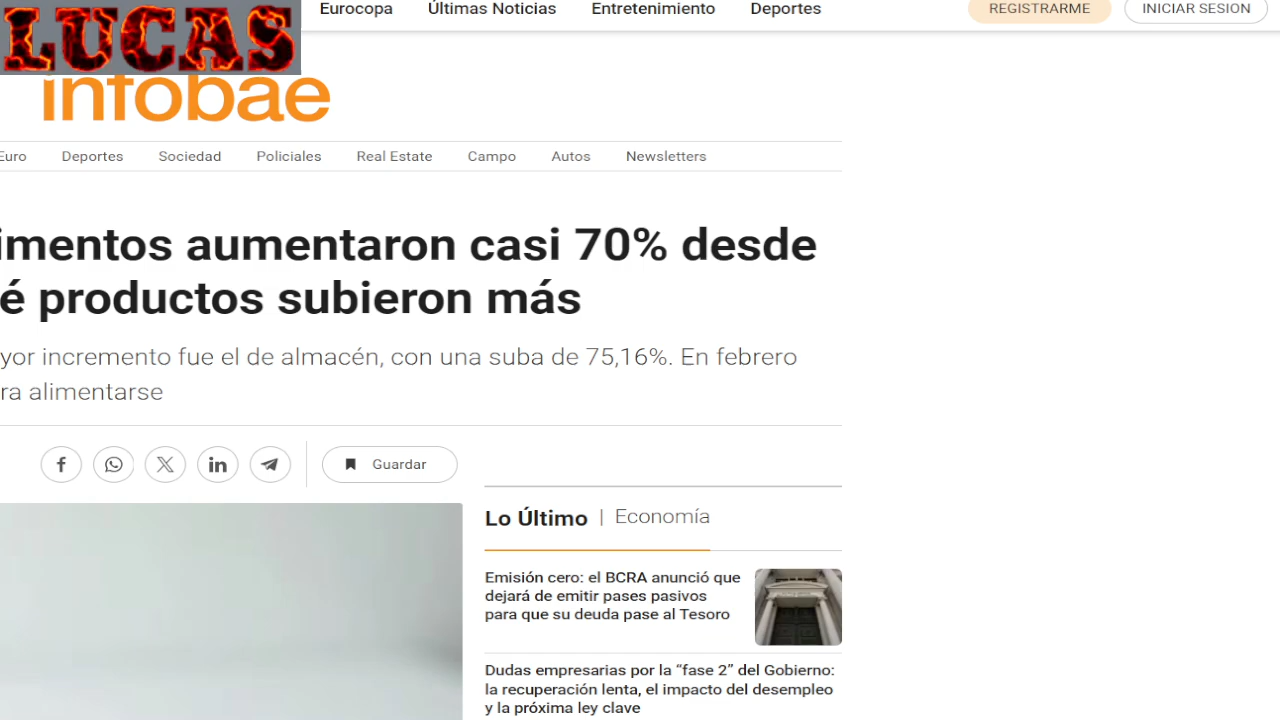 LUCAS
Eurocopa Últimas Noticias Entretenimiento Deportes REGISTRARME INICIAR SESION
infobae
Euro Deportes Sociedad Policiales Real Estate Campo Autos Newsletters
imentos aumentaron casi 70% desde
é productos subieron más
yor incremento fue el de almacén, con una suba de 75,16%. En febrero
ra alimentarse
Guardar
Lo Último | Economía
Emisión cero: el BCRA anunció que
dejará de emitir pases pasivos
para que su deuda pase al Tesoro
Dudas empresarias por la “fase 2” del Gobierno:
la recuperación lenta, el impacto del desempleo
y la próxima ley clave